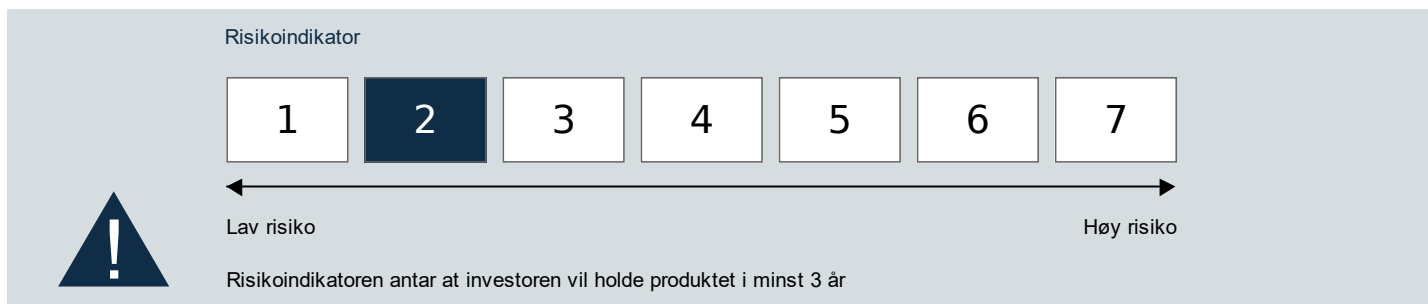 Risikoindikator
1 2 3 4 5 6 7
Lav risiko Høy risiko
!
Risikoindikatoren antar at investoren vil holde produktet i minst 3 år